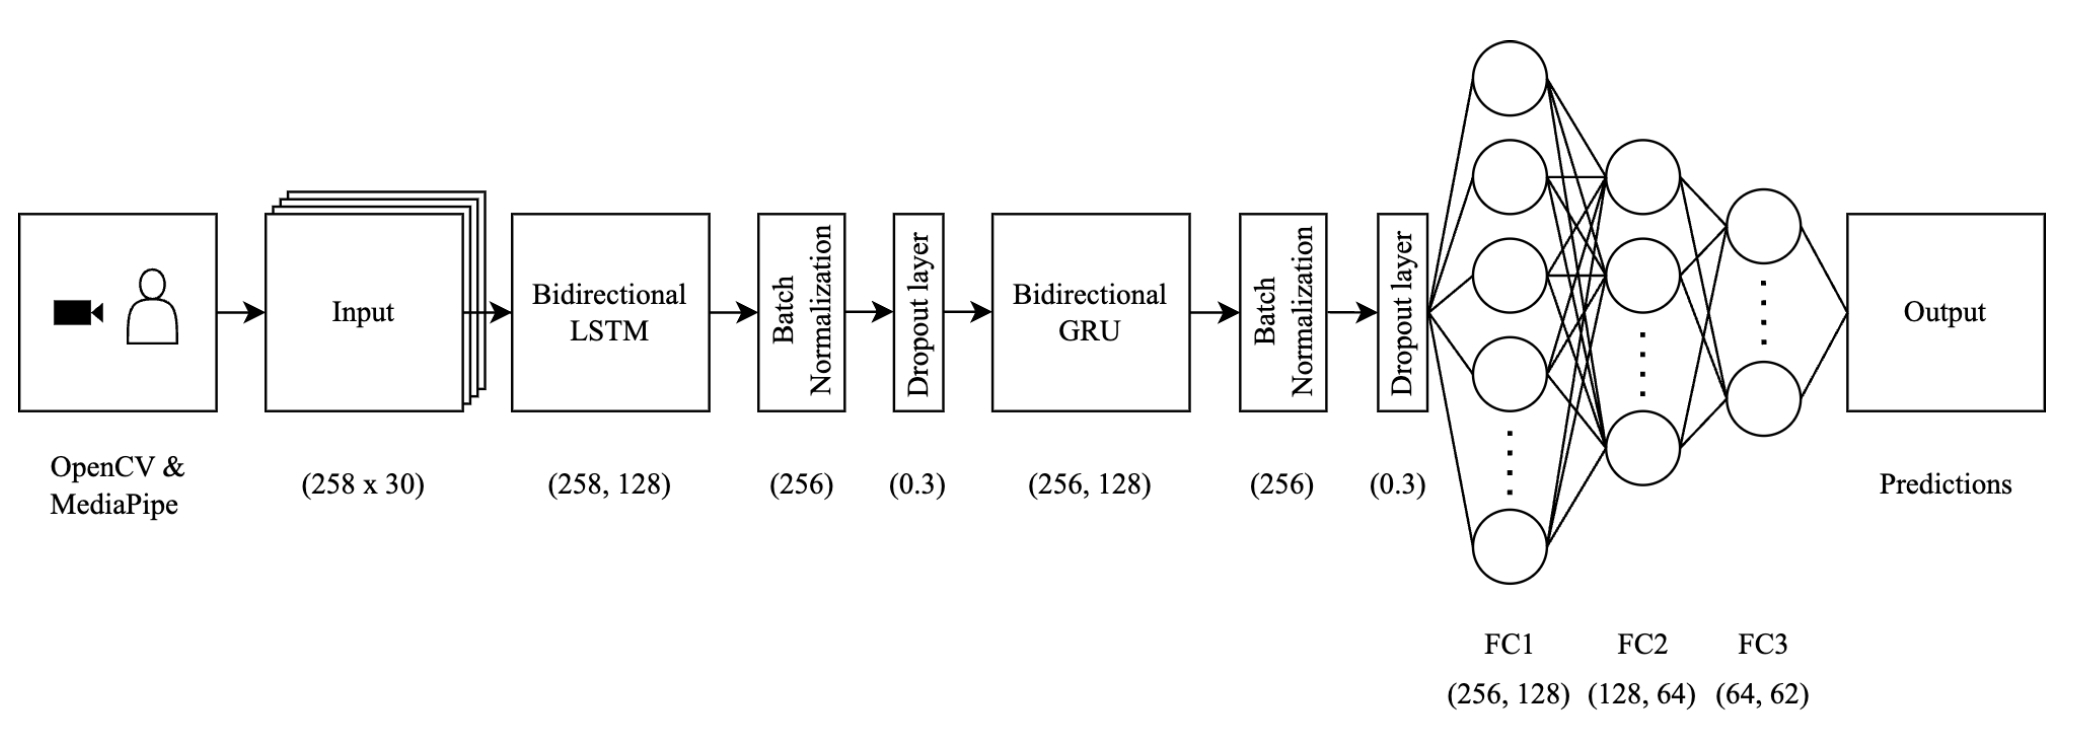 OpenCV &
MediaPipe
Input
(258 x 30)
Bidirectional
LSTM
(258, 128)
Batch
Normalization
(256)
Dropout layer
(0.3)
Bidirectional
GRU
(256, 128)
Batch
Normalization
(256)
Dropout layer
(0.3)
FC1
(256, 128)
FC2
(128, 64)
FC3
(64, 62)
Output
Predictions